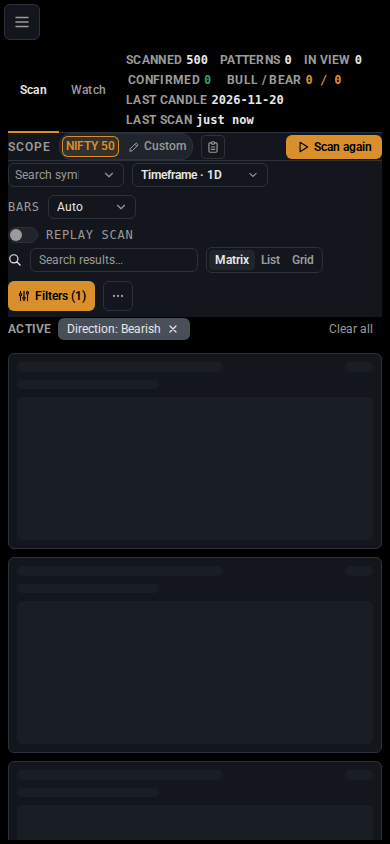 SCANNED 500 PATTERNS 0 IN VIEW 0
CONFIRMED 0 BULL / BEAR 0 / 0
Scan Watch
LAST CANDLE 2026-11-20
LAST SCAN just now
SCOPE NIFTY 50 Custom Scan again
Search syml Timeframe · 1D
BARS Auto
REPLAY SCAN
Search results… Matrix List Grid
Filters (1) ···
ACTIVE Direction: Bearish × Clear all